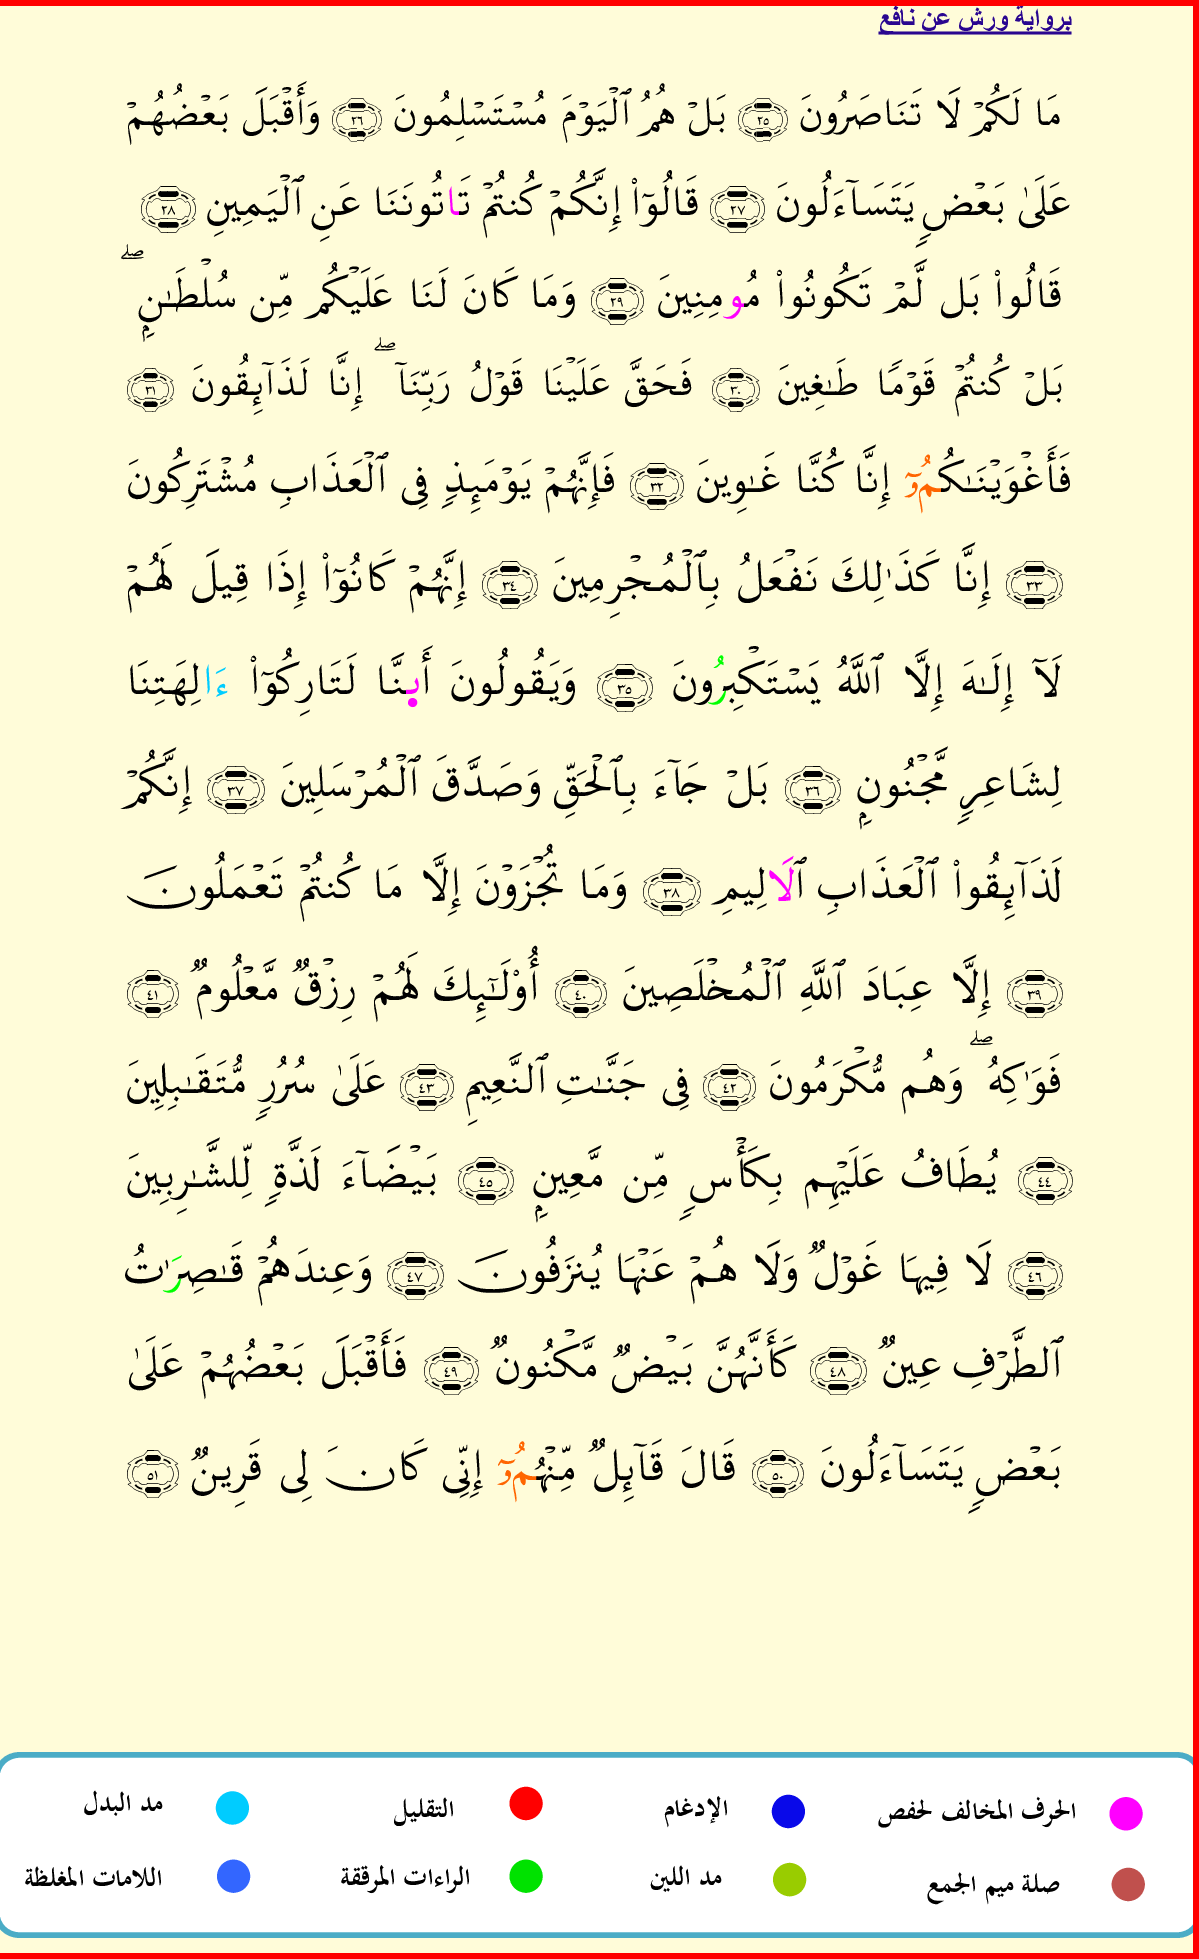 برواية ورش عن نافع
مَا لَكُمْ لَا تَنَاصَرُونَ ٢٥ بَلْ هُمُ ٱلْيَوْمَ مُسْتَسْلِمُونَ ٢٦ وَأَقْبَلَ بَعْضُهُمْ
عَلَىٰ بَعْضٍ يَتَسَآءَلُونَ ٢٧ قَالُوٓا۟ إِنَّكُمْ كُنتُمْ تَاتُونَنَا عَنِ ٱلْيَمِينِ ٢٨
قَالُوا۟ بَل لَّمْ تَكُونُوا۟ مُومِنِينَ ٢٩ وَمَا كَانَ لَنَا عَلَيْكُم مِّن سُلْطَـٰنٍۭ ۖ
بَلْ كُنتُمْ قَوْمًا طَـٰغِينَ ٣٠ فَحَقَّ عَلَيْنَا قَوْلُ رَبِّنَآ ۖ إِنَّا لَذَآئِقُونَ ٣١
فَأَغْوَيْنَـٰكُمُوٓ إِنَّا كُنَّا غَـٰوِينَ ٣٢ فَإِنَّهُمْ يَوْمَئِذٍ فِى ٱلْعَذَابِ مُشْتَرِكُونَ
٣٣ إِنَّا كَذَٰلِكَ نَفْعَلُ بِٱلْمُجْرِمِينَ ٣٤ إِنَّهُمْ كَانُوٓا۟ إِذَا قِيلَ لَهُمْ
لَآ إِلَـٰهَ إِلَّا ٱللَّهُ يَسْتَكْبِرُونَ ٣٥ وَيَقُولُونَ أَى۪نَّا لَتَارِكُوٓا۟ ءَالِهَتِنَا
لِشَاعِرٍ مَّجْنُونٍۭ ٣٦ بَلْ جَآءَ بِٱلْحَقِّ وَصَدَّقَ ٱلْمُرْسَلِينَ ٣٧ إِنَّكُمْ
لَذَآئِقُوا۟ ٱلْعَذَابِ ٱلَالِيمِ ٣٨ وَمَا تُجْزَوْنَ إِلَّا مَا كُنتُمْ تَعْمَلُونَ
٣٩ إِلَّا عِبَادَ ٱللَّهِ ٱلْمُخْلَصِينَ ٤٠ أُو۟لَـٰٓئِكَ لَهُمْ رِزْقٌ مَّعْلُومٌ ٤١
فَوَٰكِهُ ۖ وَهُم مُّكْرَمُونَ ٤٢ فِى جَنَّـٰتِ ٱلنَّعِيمِ ٤٣ عَلَىٰ سُرُرٍ مُّتَقَـٰبِلِينَ
٤٤ يُطَافُ عَلَيْهِم بِكَأْسٍ مِّن مَّعِينٍۭ ٤٥ بَيْضَآءَ لَذَّةٍ لِّلشَّـٰرِبِينَ
٤٦ لَا فِيهَا غَوْلٌ وَلَا هُمْ عَنْهَا يُنزَفُونَ ٤٧ وَعِندَهُمْ قَـٰصِرَٰتُ
ٱلطَّرْفِ عِينٌ ٤٨ كَأَنَّهُنَّ بَيْضٌ مَّكْنُونٌ ٤٩ فَأَقْبَلَ بَعْضُهُمْ عَلَىٰ
بَعْضٍ يَتَسَآءَلُونَ ٥٠ قَالَ قَآئِلٌ مِّنْهُمُوٓ إِنِّى كَانَ لِى قَرِينٌ ٥١
الحرف المخالف لحفص الإدغام التقليل مد البدل
صلة ميم الجمع مد اللين الراءات المرققة اللامات المغلظة